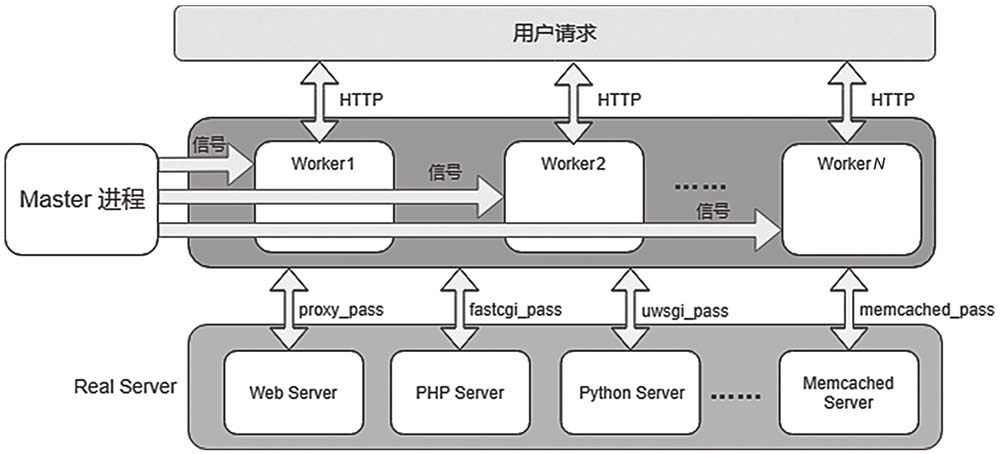 用户请求
HTTP
HTTP
HTTP
信号
Worker1
Worker2
WorkerN
Master 进程
信号
……
信号
proxy_pass
fastcgi_pass
uwsgi_pass
memcached_pass
Real Server
Web Server
PHP Server
Python Server
……
Memcached
Server